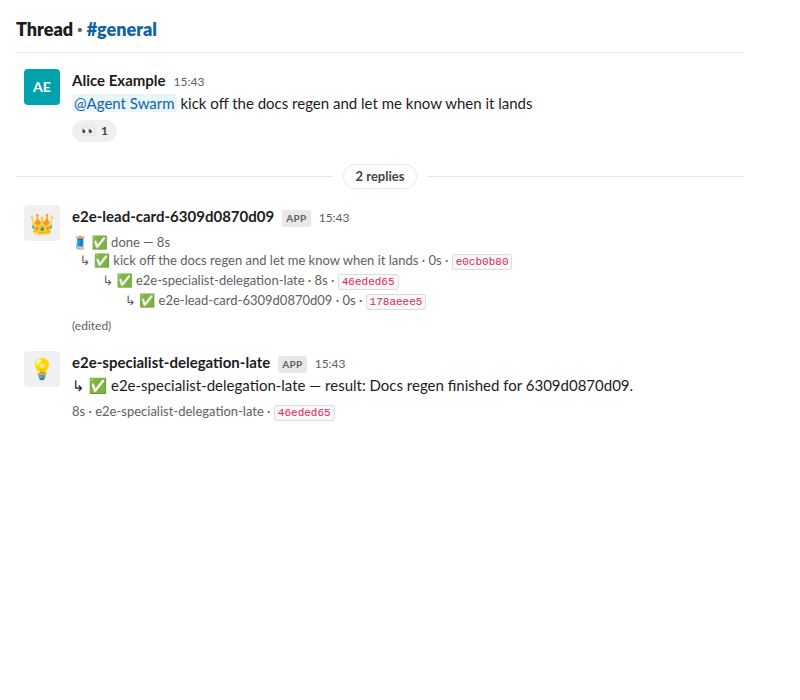 Thread • #general
AE
Alice Example 15:43
@Agent Swarm kick off the docs regen and let me know when it lands
👀 1
2 replies
e2e-lead-card-6309d0870d09 APP 15:43
🧵 ✅ done — 8s
↳ ✅ kick off the docs regen and let me know when it lands · 0s · e0cb0b80
↳ ✅ e2e-specialist-delegation-late · 8s · 46eded65
↳ ✅ e2e-lead-card-6309d0870d09 · 0s · 178aeee5
(edited)
e2e-specialist-delegation-late APP 15:43
↳ ✅ e2e-specialist-delegation-late — result: Docs regen finished for 6309d0870d09.
8s · e2e-specialist-delegation-late · 46eded65